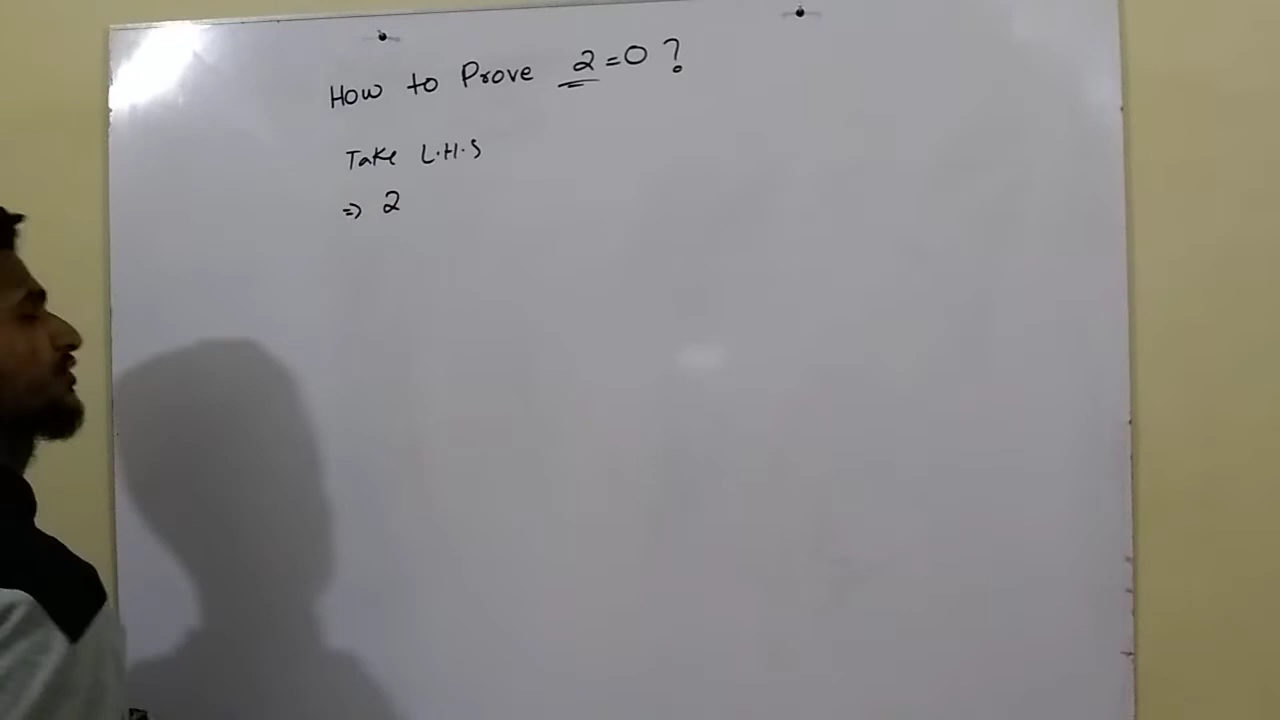 How to Prove 2=0?
Take L.H.S
⇒ 2